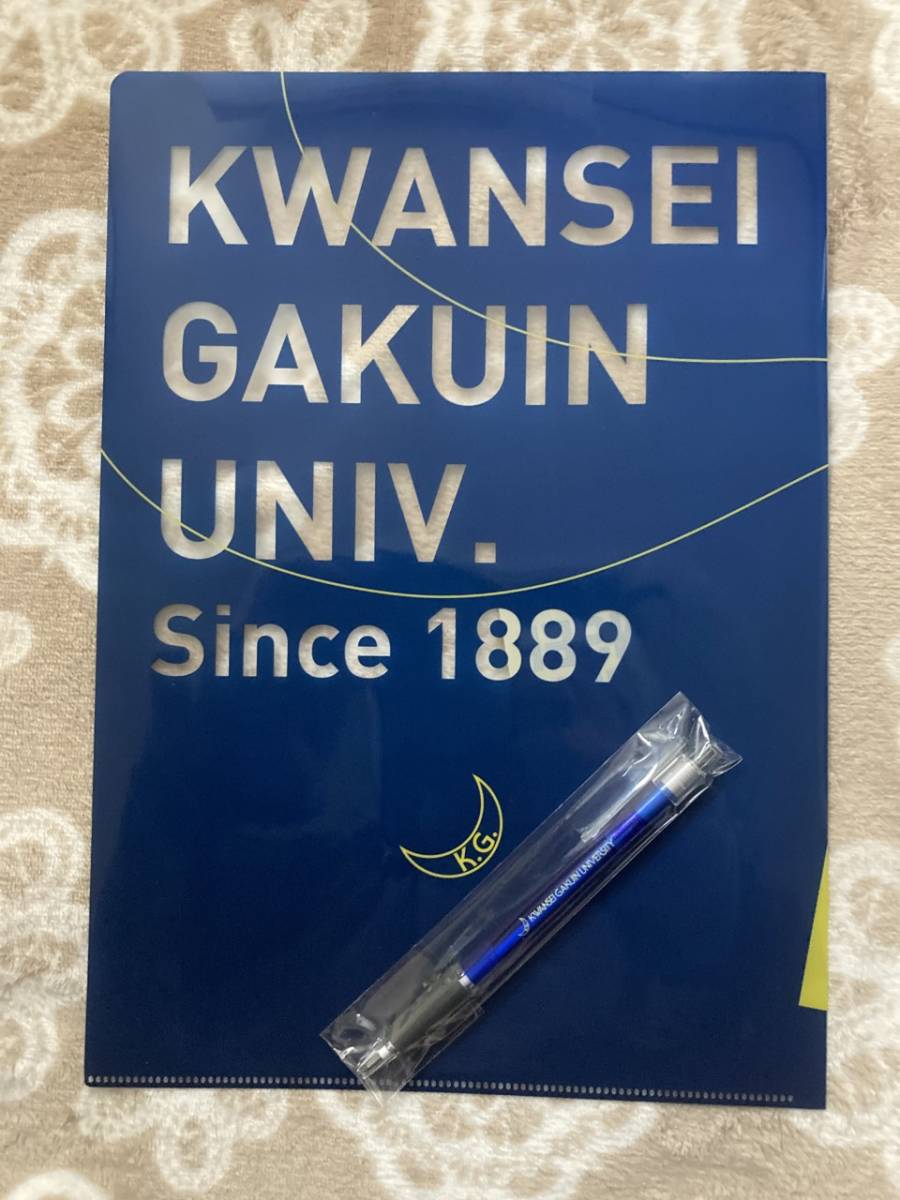 KWANSEI
GAKUIN
UNIV.
Since 1889
K.G.
KWANSEI GAKUIN UNIVERSITY